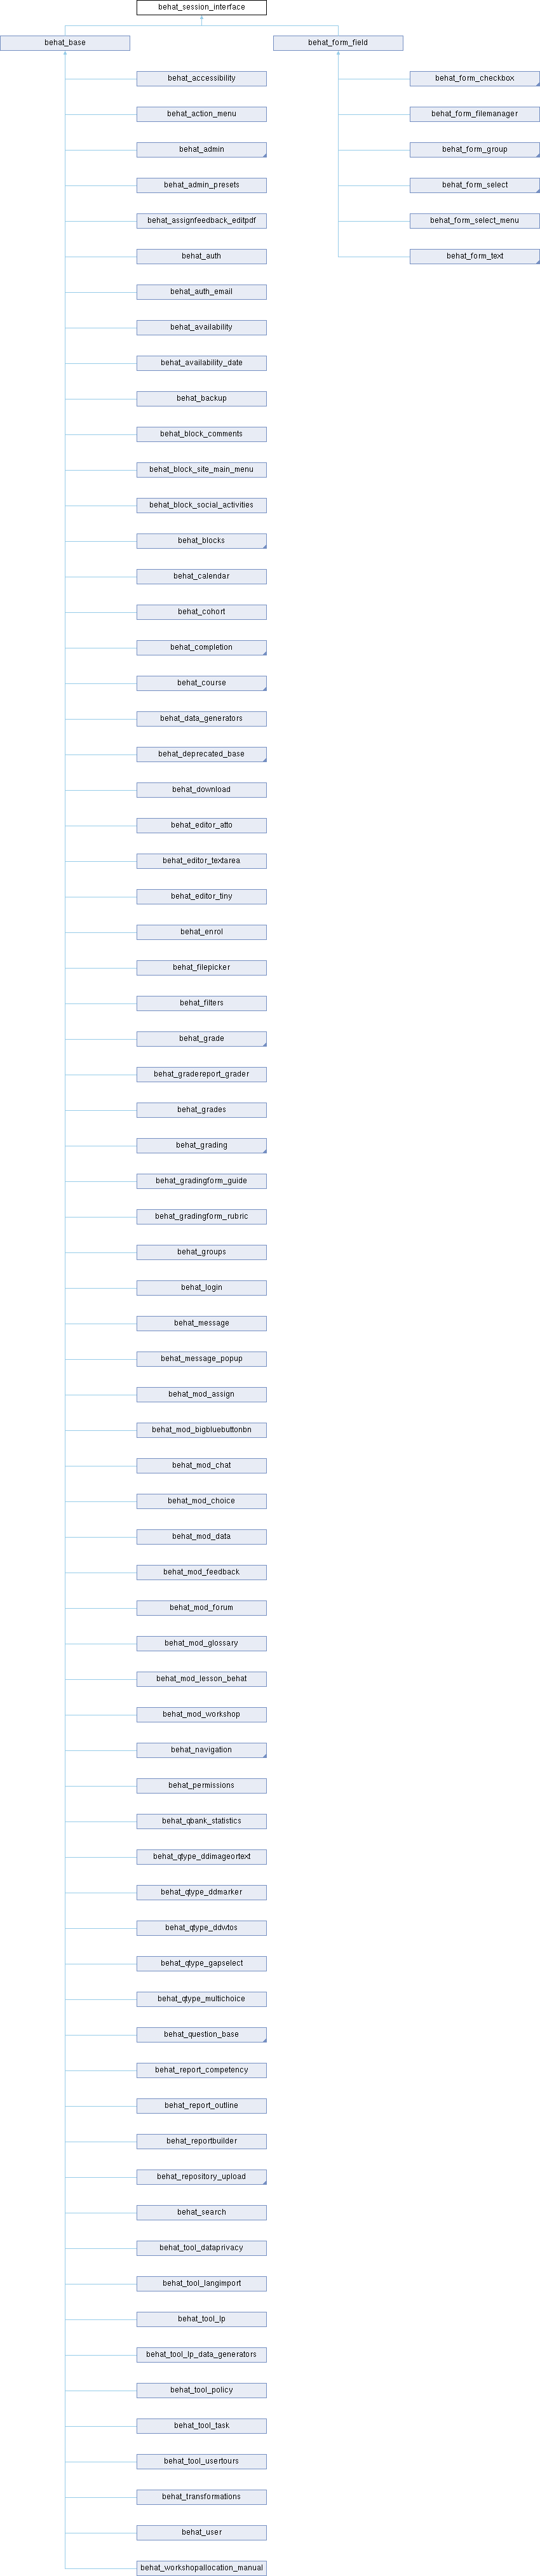 behat_session_interface
behat_base
behat_form_field
behat_accessibility
behat_form_checkbox
behat_action_menu
behat_form_filemanager
behat_admin
behat_form_group
behat_admin_presets
behat_form_select
behat_assignfeedback_editpdf
behat_form_select_menu
behat_auth
behat_form_text
behat_auth_email
behat_availability
behat_availability_date
behat_backup
behat_block_comments
behat_block_site_main_menu
behat_block_social_activities
behat_blocks
behat_calendar
behat_cohort
behat_completion
behat_course
behat_data_generators
behat_deprecated_base
behat_download
behat_editor_atto
behat_editor_textarea
behat_editor_tiny
behat_enrol
behat_filepicker
behat_filters
behat_grade
behat_gradereport_grader
behat_grades
behat_grading
behat_gradingform_guide
behat_gradingform_rubric
behat_groups
behat_login
behat_message
behat_message_popup
behat_mod_assign
behat_mod_bigbluebuttonbn
behat_mod_chat
behat_mod_choice
behat_mod_data
behat_mod_feedback
behat_mod_forum
behat_mod_glossary
behat_mod_lesson_behat
behat_mod_workshop
behat_navigation
behat_permissions
behat_qbank_statistics
behat_qtype_ddimageortext
behat_qtype_ddmarker
behat_qtype_ddwtos
behat_qtype_gapselect
behat_qtype_multichoice
behat_question_base
behat_report_competency
behat_report_outline
behat_reportbuilder
behat_repository_upload
behat_search
behat_tool_dataprivacy
behat_tool_langimport
behat_tool_lp
behat_tool_lp_data_generators
behat_tool_policy
behat_tool_task
behat_tool_usertours
behat_transformations
behat_user
behat_workshopallocation_manual